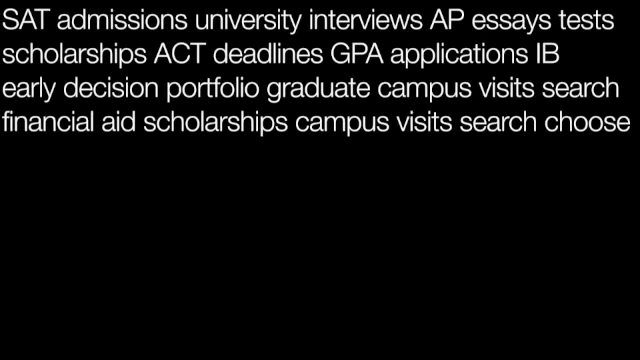 SAT admissions university interviews AP essays tests
scholarships ACT deadlines GPA applications IB
early decision portfolio graduate campus visits search
financial aid scholarships campus visits search choose